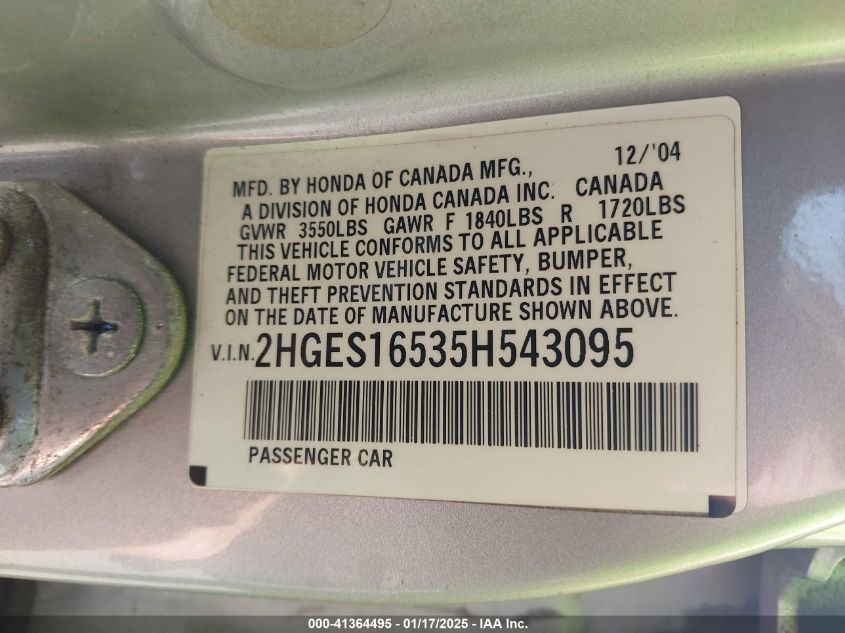 12/'04
MFD. BY HONDA OF CANADA MFG.,
A DIVISION OF HONDA CANADA INC. CANADA
GVWR 3550LBS GAWR F 1840LBS R 1720LBS
THIS VEHICLE CONFORMS TO ALL APPLICABLE
FEDERAL MOTOR VEHICLE SAFETY, BUMPER,
AND THEFT PREVENTION STANDARDS IN EFFECT
ON THE DATE OF MANUFACTURE SHOWN ABOVE.
V.I.N. 2HGES16535H543095
PASSENGER CAR
000-41364495 — 01/17/2025 — IAA Inc.